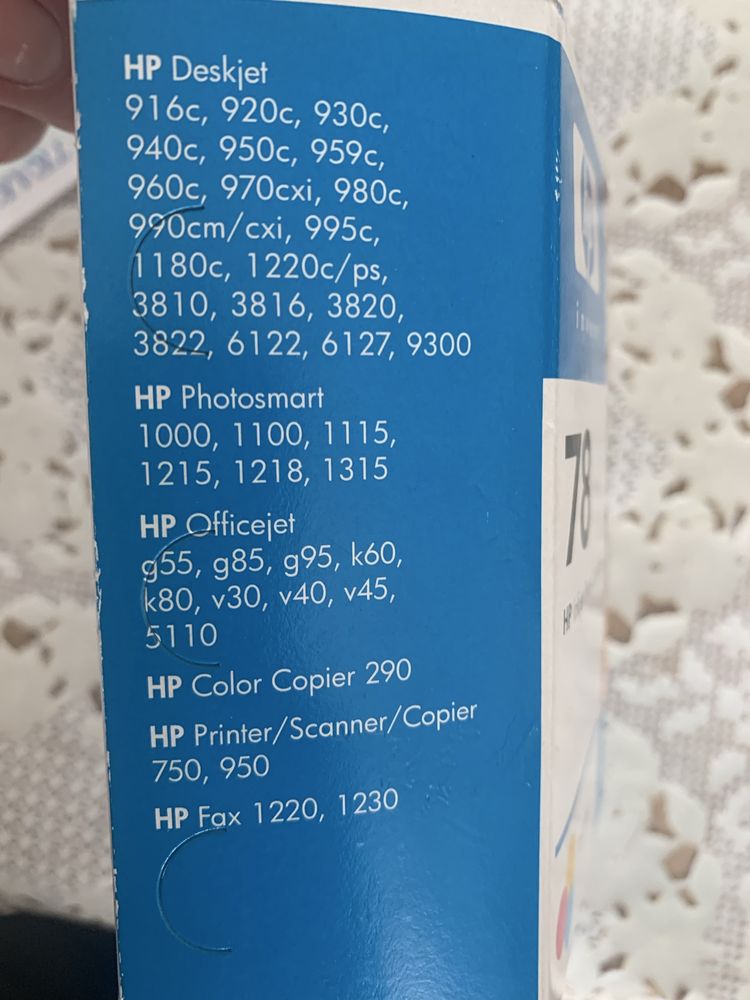 HP Deskjet
916c, 920c, 930c,
940c, 950c, 959c,
960c, 970cxi, 980c,
990cm/cxi, 995c,
1180c, 1220c/ps,
3810, 3816, 3820,
3822, 6122, 6127, 9300
HP Photosmart
1000, 1100, 1115,
1215, 1218, 1315
HP Officejet
g55, g85, g95, k60,
k80, v30, v40, v45,
5110
HP Color Copier 290
HP Printer/Scanner/Copier
750, 950
HP Fax 1220, 1230
78
HP